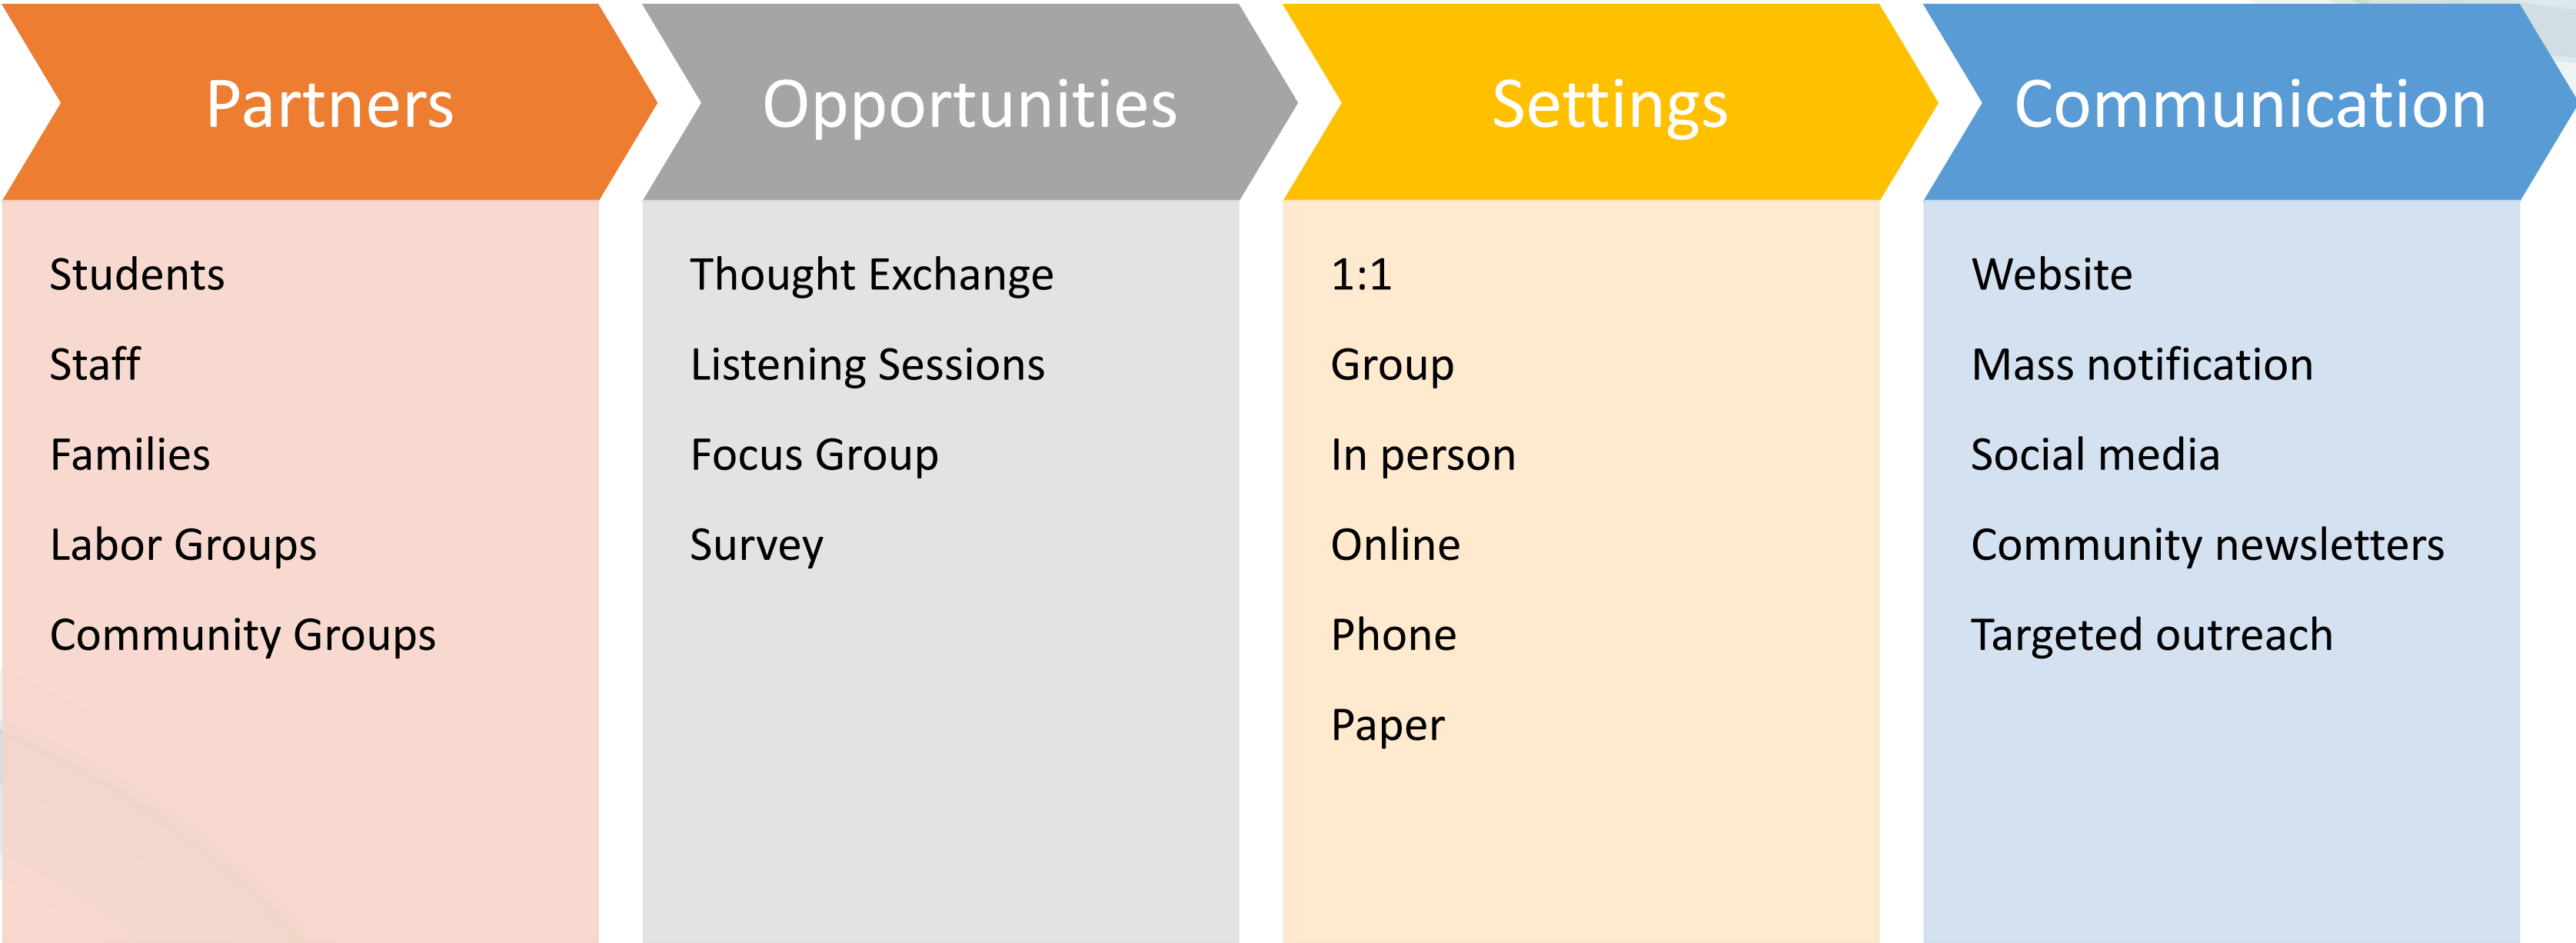 Partners
Students
Staff
Families
Labor Groups
Community Groups
Opportunities
Thought Exchange
Listening Sessions
Focus Group
Survey
Settings
1:1
Group
In person
Online
Phone
Paper
Communication
Website
Mass notification
Social media
Community newsletters
Targeted outreach